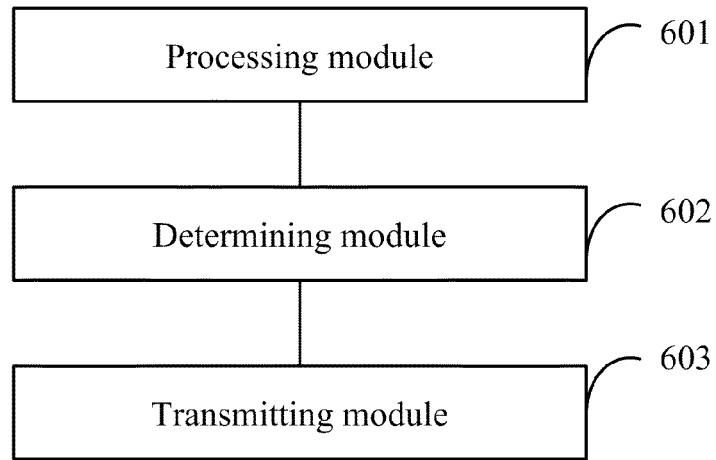 Processing module
601
Determining module
602
Transmitting module
603